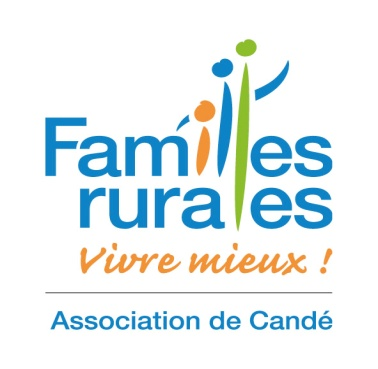 Familles
rurales
Vivre mieux !
Association de Candé